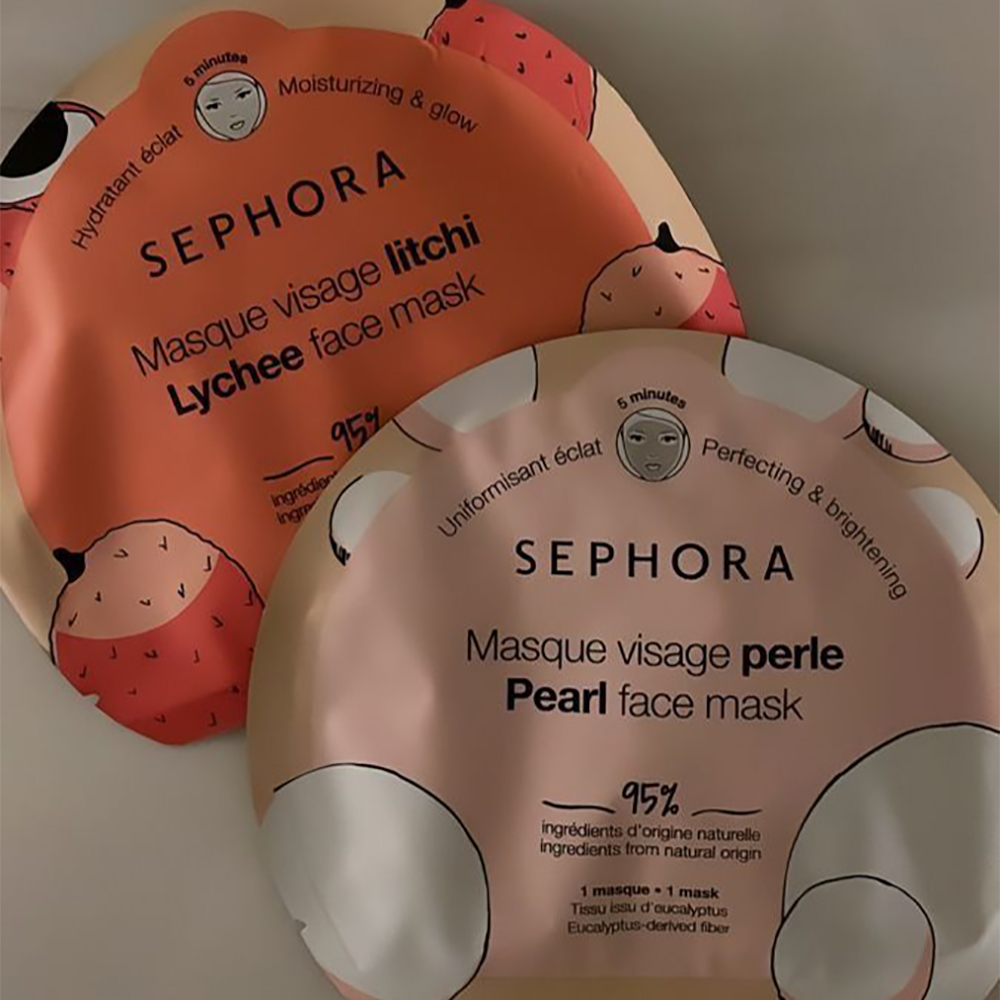 5 minutes
Hydratant éclat
Moisturizing & glow
SEPHORA
Masque visage litchi
Lychee face mask
95%
5 minutes
Uniformisant éclat
Perfecting & brightening
SEPHORA
Masque visage perle
Pearl face mask
95%
ingrédients d'origine naturelle
ingredients from natural origin
1 masque • 1 mask
Tissu issu d'eucalyptus
Eucalyptus-derived fiber